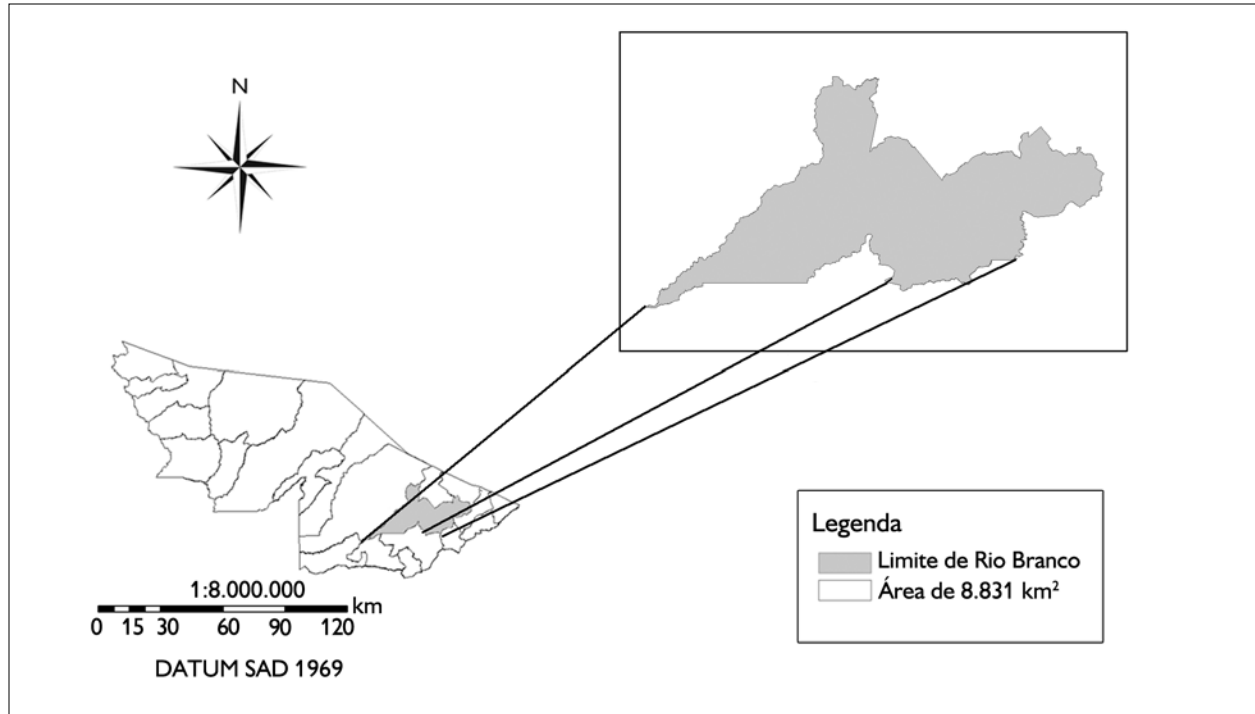 N
1:8.000.000
km
0 15 30 60 90 120
DATUM SAD 1969
Legenda
Limite de Rio Branco
Área de 8.831 km²